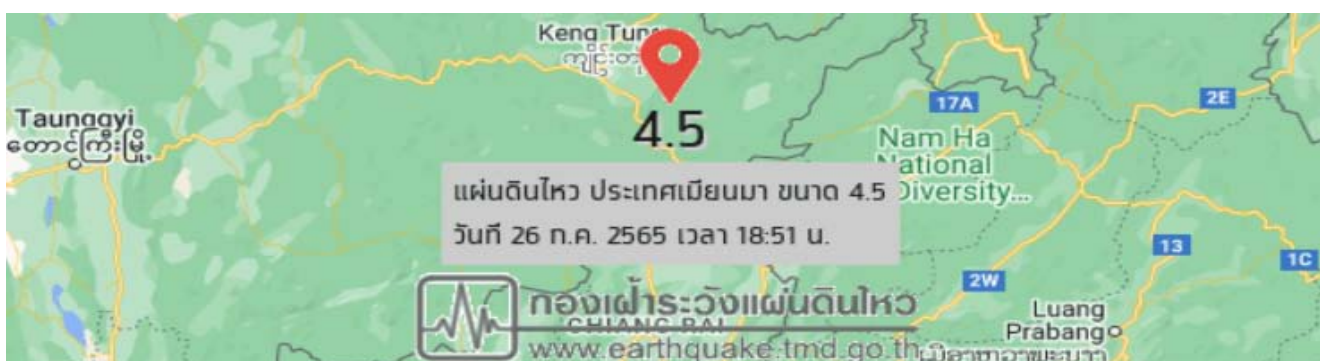 Keng Tung
4.5
17A
2E
Taunggyi
တောင်ကြီးမြို့
Nam Ha
National
Diversity...
แผ่นดินไหว ประเทศเมียนมา ขนาด 4.5
วันที่ 26 ก.ค. 2565 เวลา 18:51 น.
13
1C
2W
กองเฝ้าระวังแผ่นดินไหว
CHIANG RAI
Luang
Prabang
www.earthquake.tmd.go.th